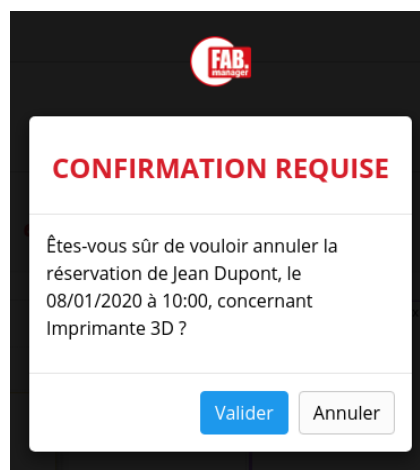 FAB.
manager
CONFIRMATION REQUISE
Êtes-vous sûr de vouloir annuler la
réservation de Jean Dupont, le
08/01/2020 à 10:00, concernant
Imprimante 3D ?
Valider Annuler